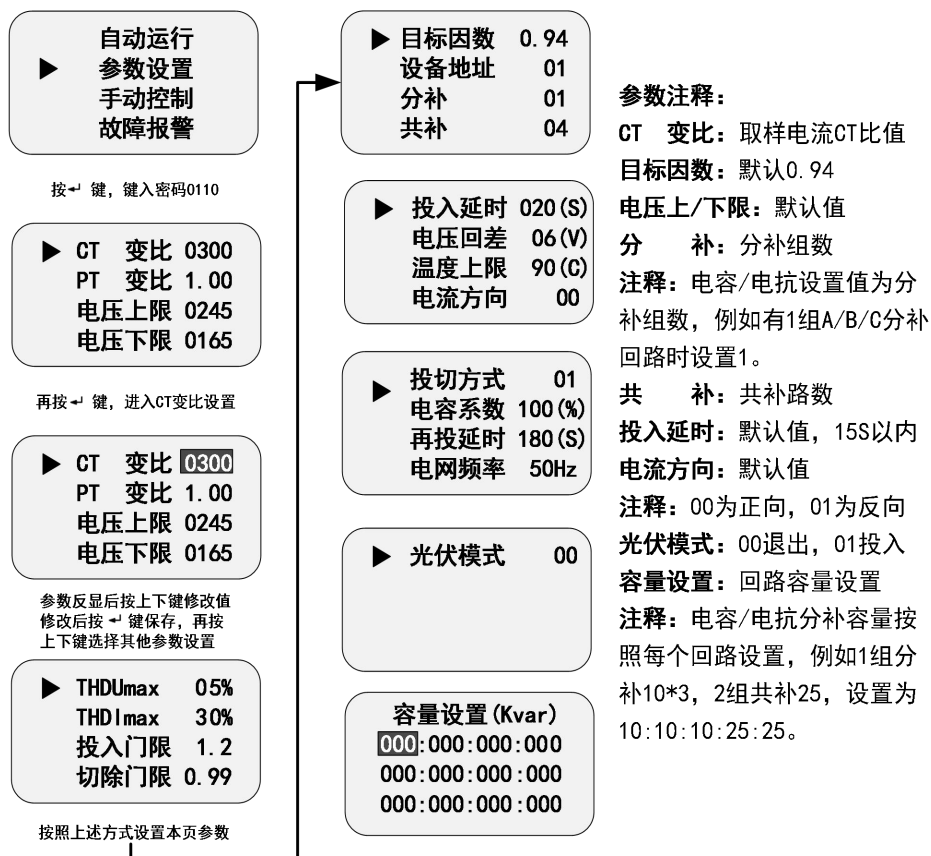 自动运行
▶ 参数设置
手动控制
故障报警
按↵ 键，键入密码0110
▶ CT 变比 0300
PT 变比 1.00
电压上限 0245
电压下限 0165
再按↵ 键，进入CT变比设置
▶ CT 变比 0300
PT 变比 1.00
电压上限 0245
电压下限 0165
参数反显后按上下键修改值
修改后按 ↵ 键保存，再按
上下键选择其他参数设置
▶ THDUmax 05%
THDImax 30%
投入门限 1.2
切除门限 0.99
按照上述方式设置本页参数
▶ 目标因数 0.94
设备地址 01
分补 01
共补 04
▶ 投入延时 020(S)
电压回差 06(V)
温度上限 90(C)
电流方向 00
▶ 投切方式 01
电容系数 100(%)
再投延时 180(S)
电网频率 50Hz
▶ 光伏模式 00
容量设置(Kvar)
000:000:000:000
000:000:000:000
000:000:000:000
参数注释：
CT 变比：取样电流CT比值
目标因数：默认0.94
电压上/下限：默认值
分 补：分补组数
注释：电容/电抗设置值为分
补组数，例如有1组A/B/C分补
回路时设置1。
共 补：共补路数
投入延时：默认值，15S以内
电流方向：默认值
注释：00为正向，01为反向
光伏模式：00退出，01投入
容量设置：回路容量设置
注释：电容/电抗分补容量按
照每个回路设置，例如1组分
补10*3，2组共补25，设置为
10:10:10:25:25。